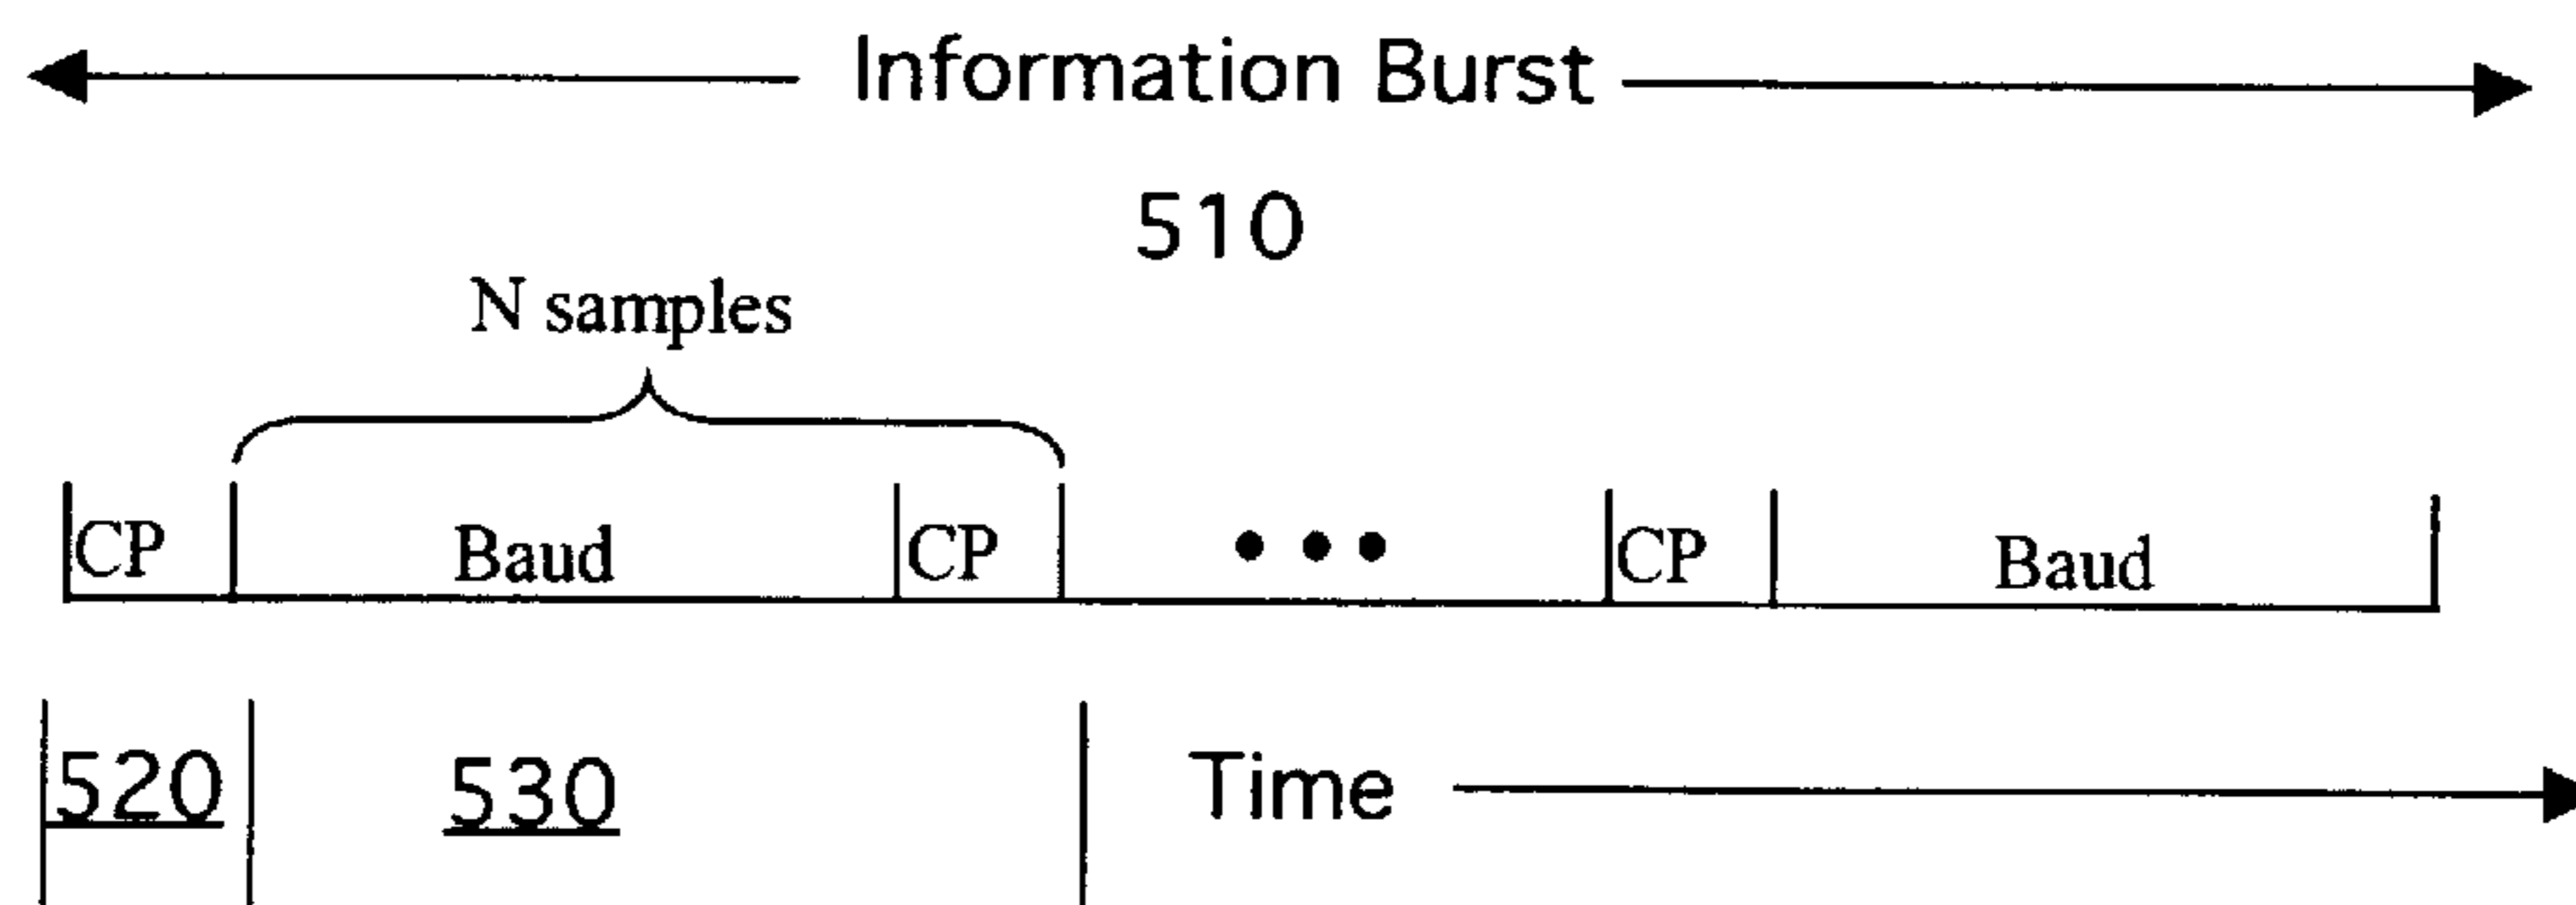 Information Burst
510
N samples
CP Baud CP ••• CP Baud
520 530 Time